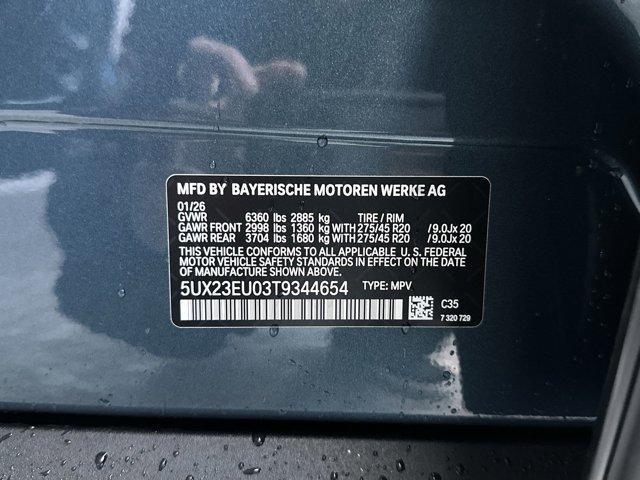 MFD BY BAYERISCHE MOTOREN WERKE AG
01/26
GVWR 6360 lbs 2885 kg TIRE / RIM
GAWR FRONT 2998 lbs 1360 kg WITH 275/45 R20 / 9.0Jx 20
GAWR REAR 3704 lbs 1680 kg WITH 275/45 R20 / 9.0Jx 20
THIS VEHICLE CONFORMS TO ALL APPLICABLE U. S. FEDERAL
MOTOR VEHICLE SAFETY STANDARDS IN EFFECT ON THE DATE
OF MANUFACTURE SHOWN ABOVE.
5UX23EU03T9344654 TYPE: MPV
C35
7 320 729